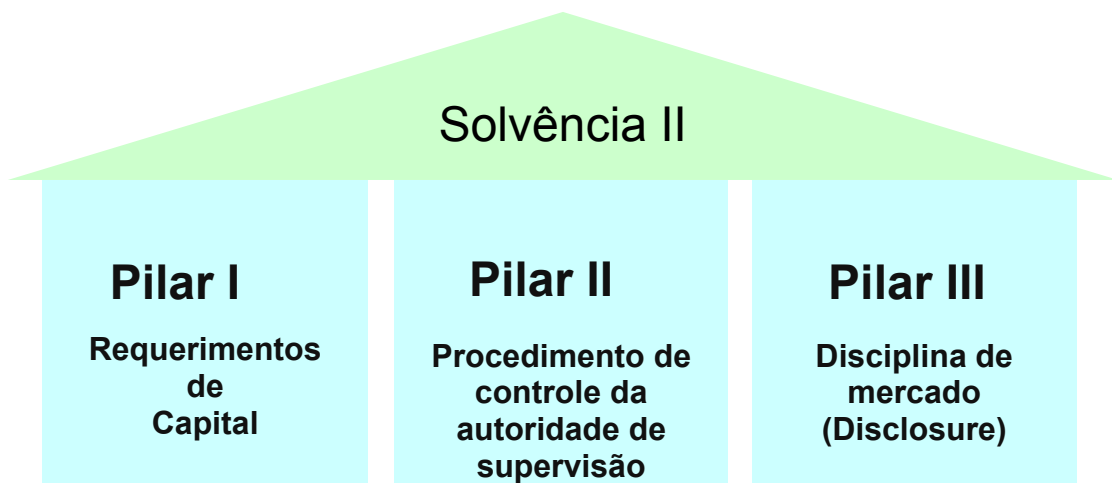 Solvência II
Pilar I
Requerimentos
de
Capital
Pilar II
Procedimento de
controle da
autoridade de
supervisão
Pilar III
Disciplina de
mercado
(Disclosure)